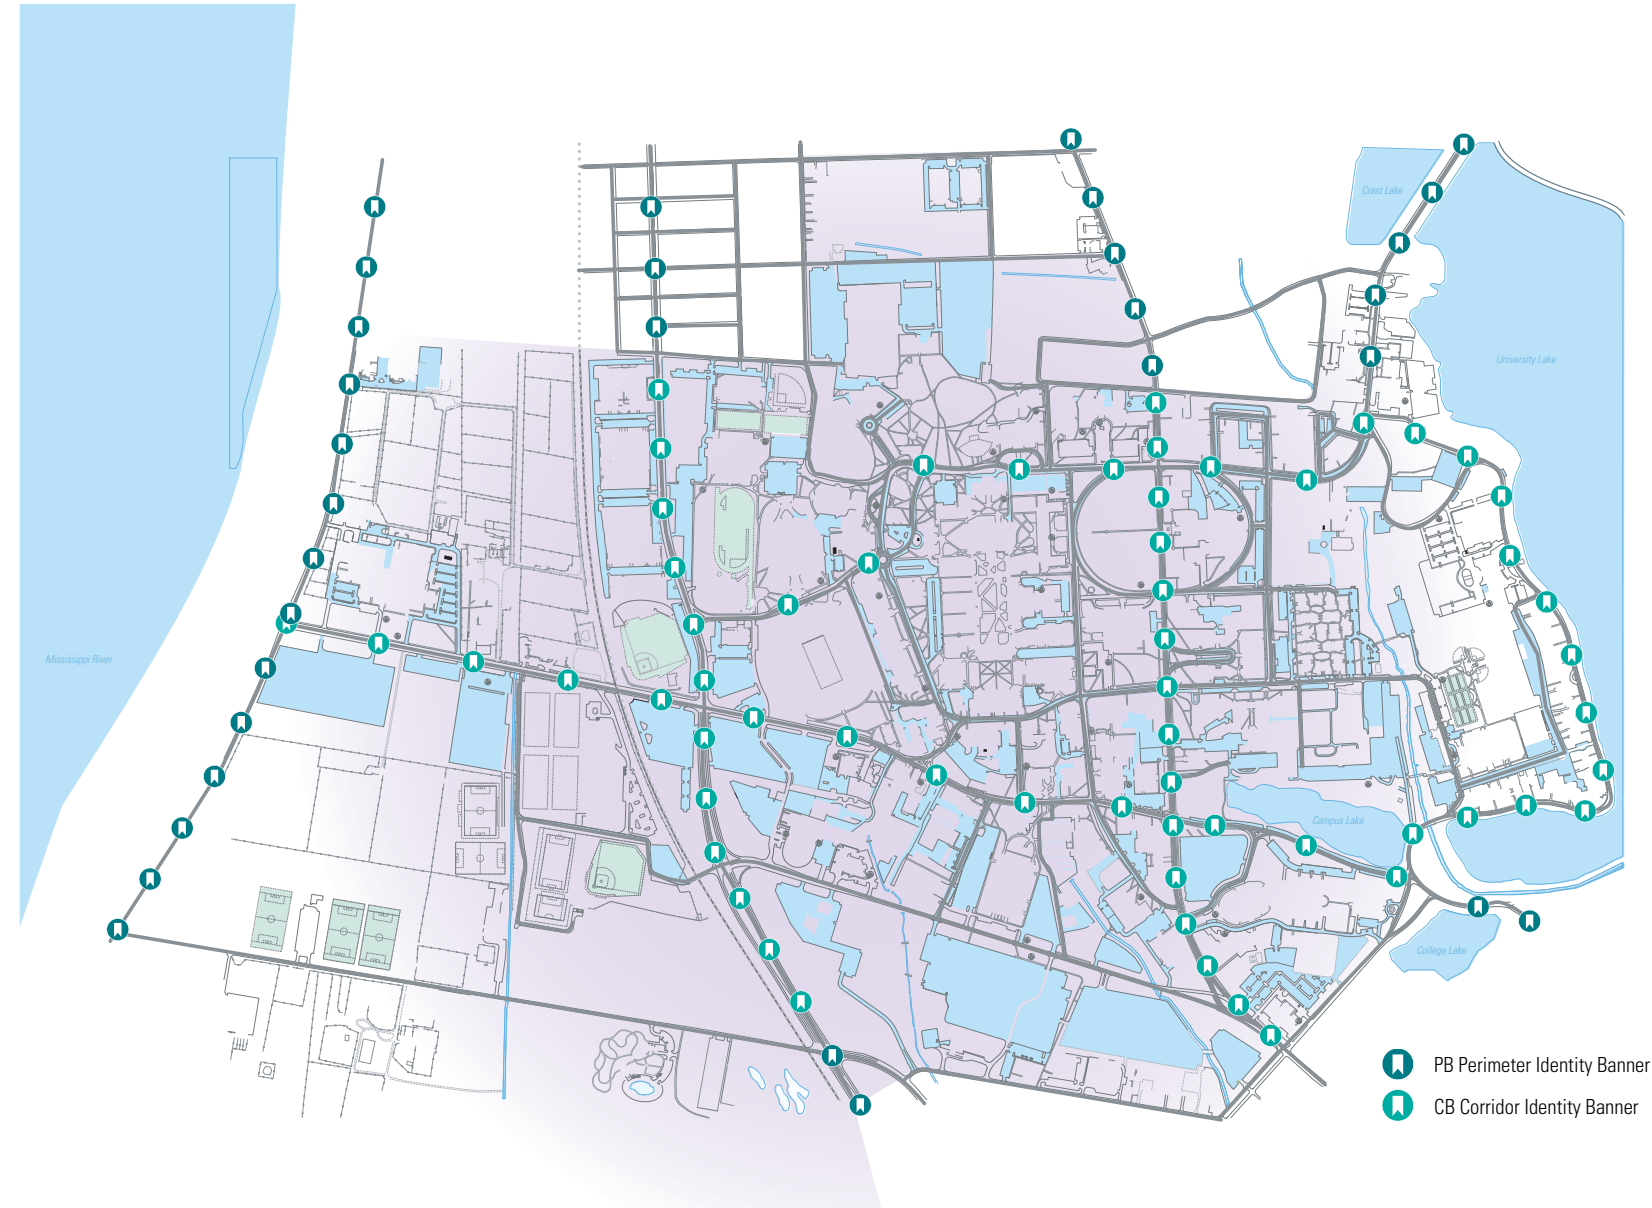 Crest Lake
University Lake
Mississippi River
Campus Lake
College Lake
PB Perimeter Identity Banner
CB Corridor Identity Banner